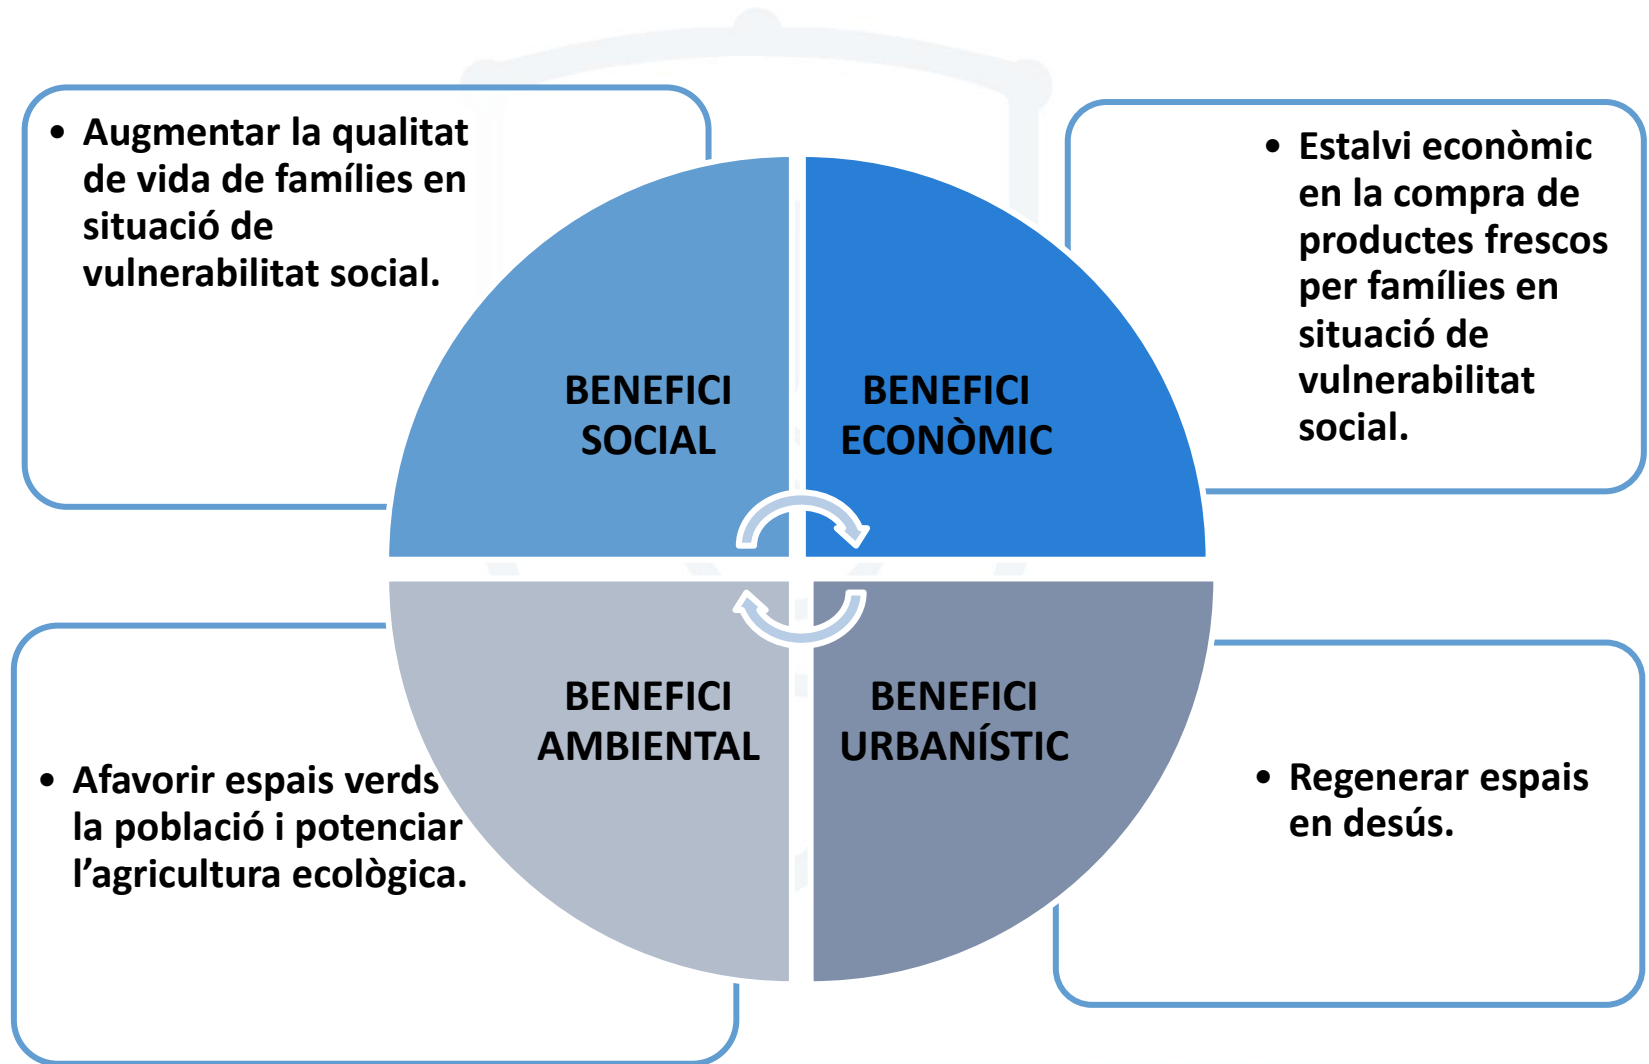 • Augmentar la qualitat
de vida de famílies en
situació de
vulnerabilitat social.
• Estalvi econòmic
en la compra de
productes frescos
per famílies en
situació de
vulnerabilitat
social.
BENEFICI
SOCIAL
BENEFICI
ECONÒMIC
BENEFICI
AMBIENTAL
BENEFICI
URBANÍSTIC
• Afavorir espais verds
la població i potenciar
l’agricultura ecològica.
• Regenerar espais
en desús.